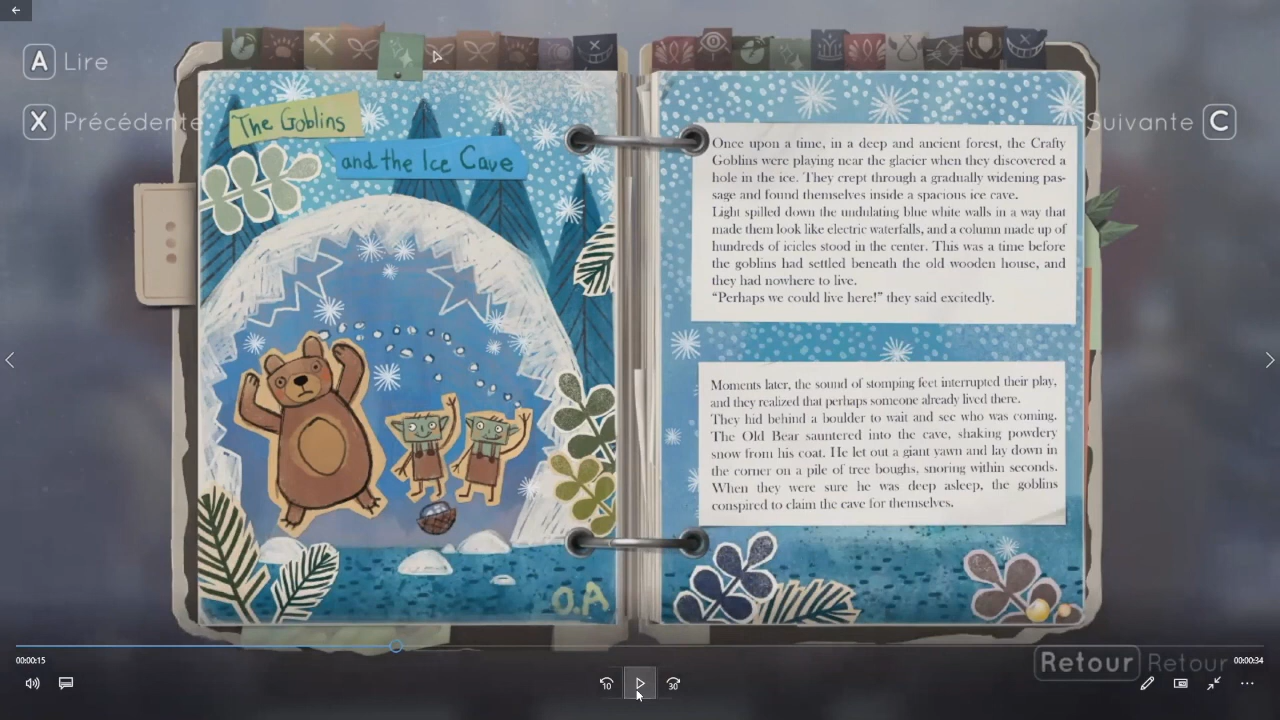 A Lire
X Précédente
Suivante C
The Goblins
and the Ice Cave
O.A
Once upon a time, in a deep and ancient forest, the Crafty
Goblins were playing near the glacier when they discovered a
hole in the ice. They crept through a gradually widening pas-
sage and found themselves inside a spacious ice cave.
Light spilled down the undulating blue white walls in a way that
made them look like electric waterfalls, and a column made up of
hundreds of icicles stood in the center. This was a time before
the goblins had settled beneath the old wooden house, and
they had nowhere to live.
“Perhaps we could live here!” they said excitedly.
Moments later, the sound of stomping feet interrupted their play,
and they realized that perhaps someone already lived there.
They hid behind a boulder to wait and see who was coming.
The Old Bear sauntered into the cave, shaking powdery
snow from his coat. He let out a giant yawn and lay down in
the corner on a pile of tree boughs, snoring within seconds.
When they were sure he was deep asleep, the goblins
conspired to claim the cave for themselves.
Retour Retour
00:00:15
00:00:34
10
30